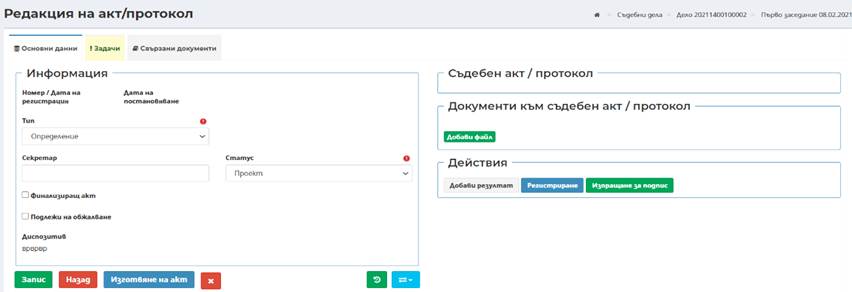 Редакция на акт/протокол
Съдебни дела
Дело 20211400100002
Първо заседание 08.02.2021
Основни данни
! Задачи
Свързани документи
Информация
Номер / Дата на регистрация
Дата на постановяване
Тип
Определение
Секретар
Статус
Проект
Финализиращ акт
Подлежи на обжалване
Диспозитив
врврвр
Запис
Назад
Изготвяне на акт
Съдебен акт / протокол
Документи към съдебен акт / протокол
Добави файл
Действия
Добави резултат
Регистриране
Изпращане за подпис